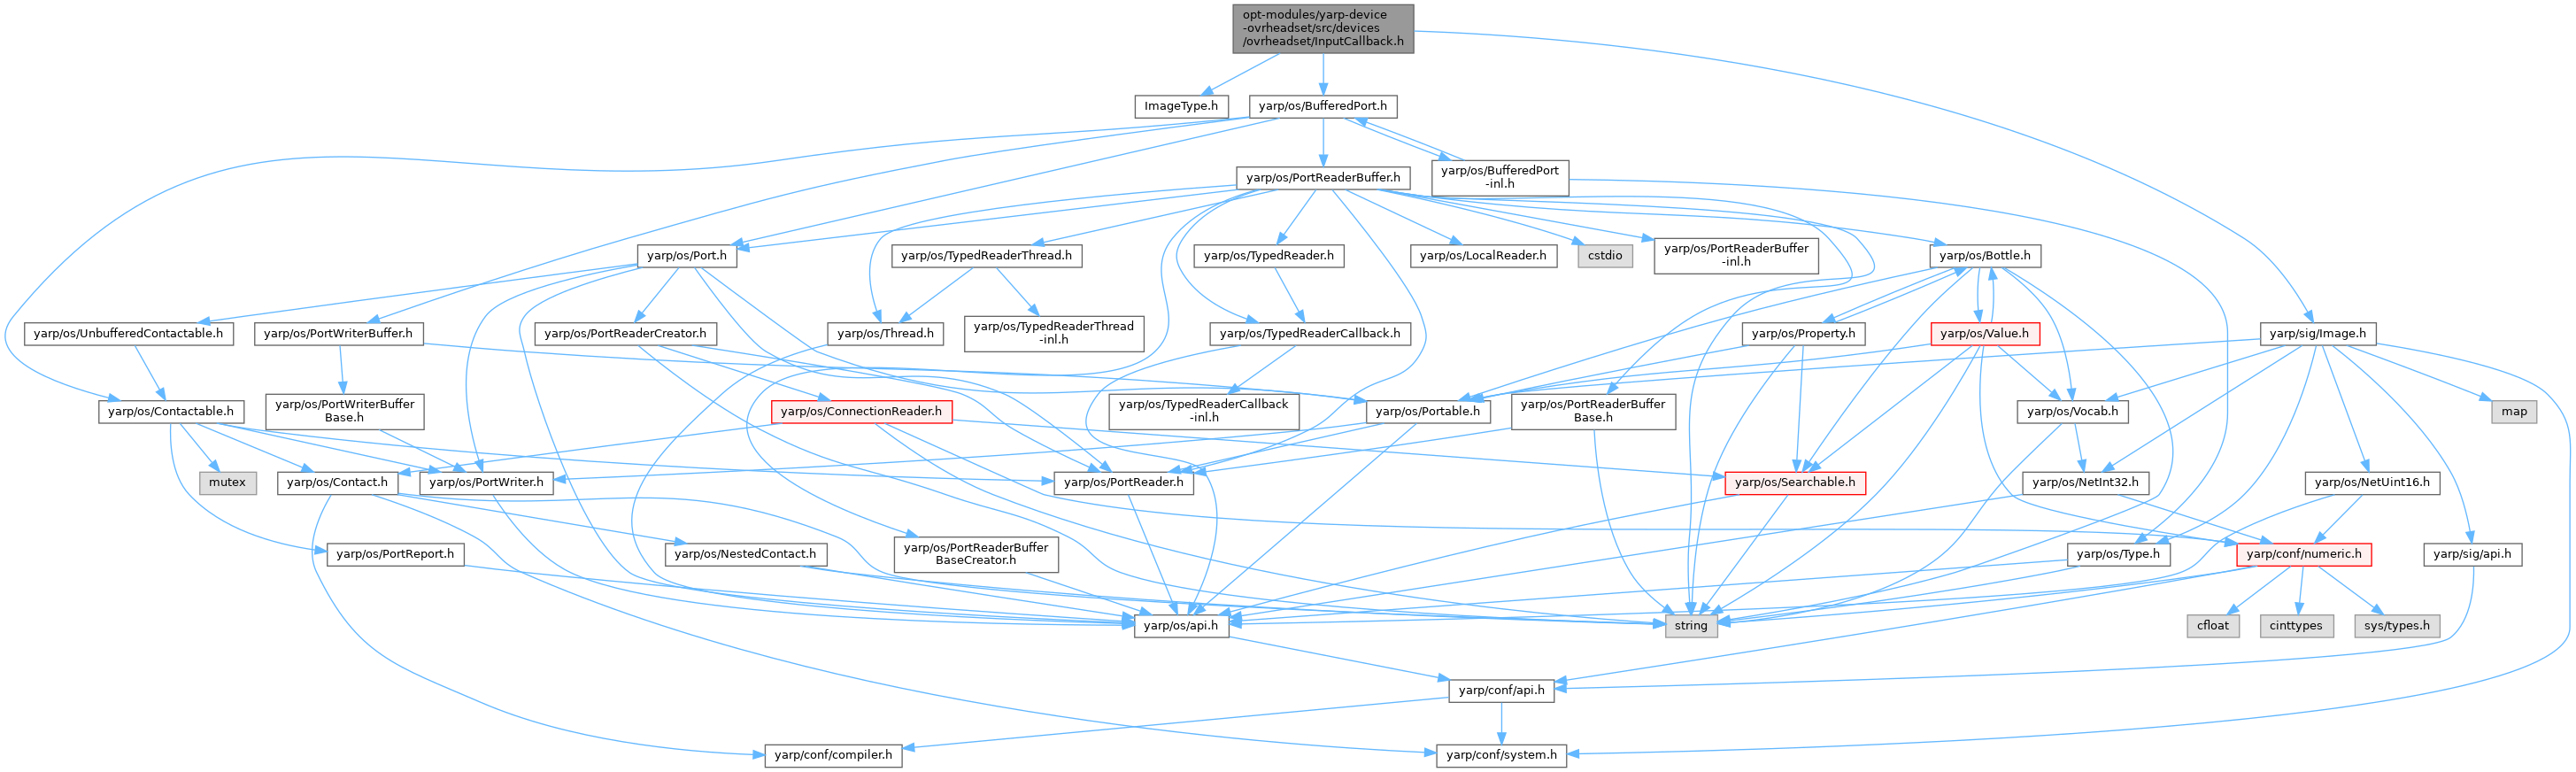 opt-modules/yarp-device
-ovrheadset/src/devices
/ovrheadset/InputCallback.h
ImageType.h
yarp/os/BufferedPort.h
yarp/os/PortReaderBuffer.h
yarp/os/BufferedPort
-inl.h
yarp/os/Port.h
yarp/os/TypedReaderThread.h
yarp/os/TypedReader.h
yarp/os/LocalReader.h
cstdio
yarp/os/PortReaderBuffer
-inl.h
yarp/os/Bottle.h
yarp/os/UnbufferedContactable.h
yarp/os/PortWriterBuffer.h
yarp/os/PortReaderCreator.h
yarp/os/Thread.h
yarp/os/TypedReaderThread
-inl.h
yarp/os/TypedReaderCallback.h
yarp/os/Property.h
yarp/os/Value.h
yarp/sig/Image.h
yarp/os/Contactable.h
yarp/os/PortWriterBuffer
Base.h
yarp/os/ConnectionReader.h
yarp/os/TypedReaderCallback
-inl.h
yarp/os/Portable.h
yarp/os/PortReaderBuffer
Base.h
yarp/os/Vocab.h
map
mutex
yarp/os/Contact.h
yarp/os/PortWriter.h
yarp/os/PortReader.h
yarp/os/Searchable.h
yarp/os/NetInt32.h
yarp/os/NetUint16.h
yarp/os/PortReport.h
yarp/os/NestedContact.h
yarp/os/PortReaderBuffer
BaseCreator.h
yarp/os/Type.h
yarp/conf/numeric.h
yarp/sig/api.h
yarp/os/api.h
string
cfloat
cinttypes
sys/types.h
yarp/conf/api.h
yarp/conf/compiler.h
yarp/conf/system.h